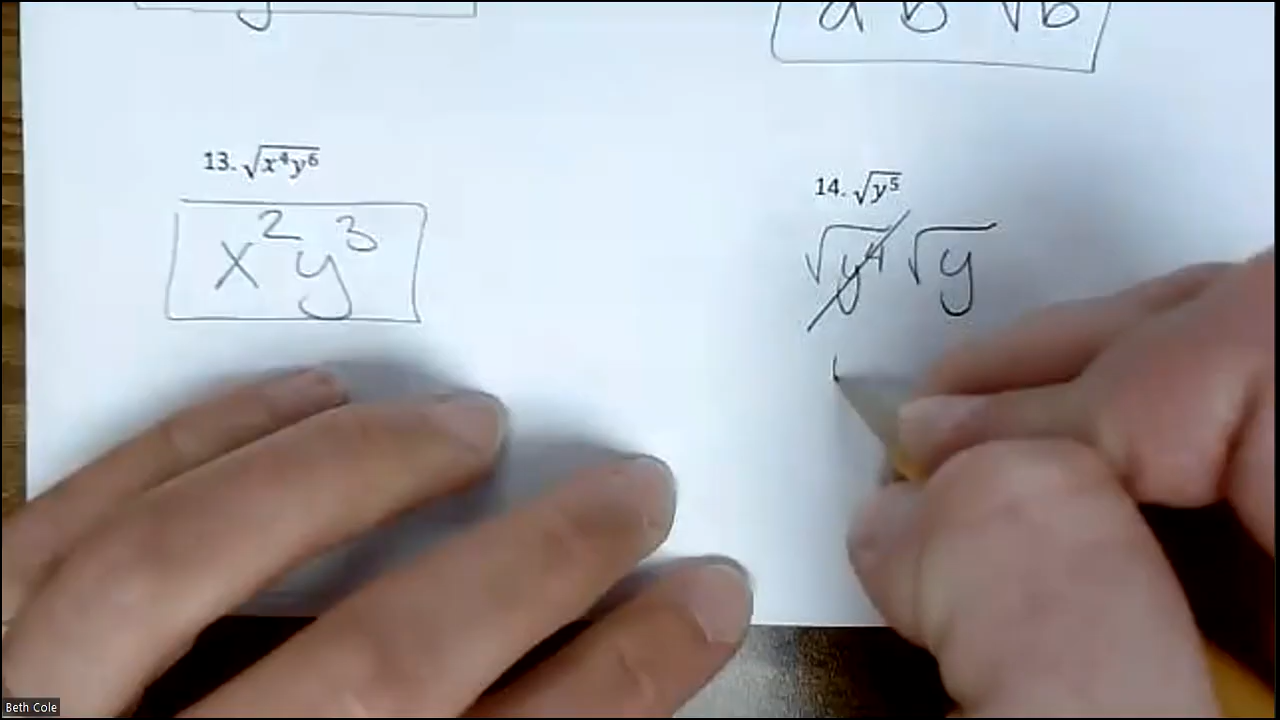 a b √b
13. √x⁴y⁶
x²y³
14. √y⁵
√y⁴ √y
Beth Cole